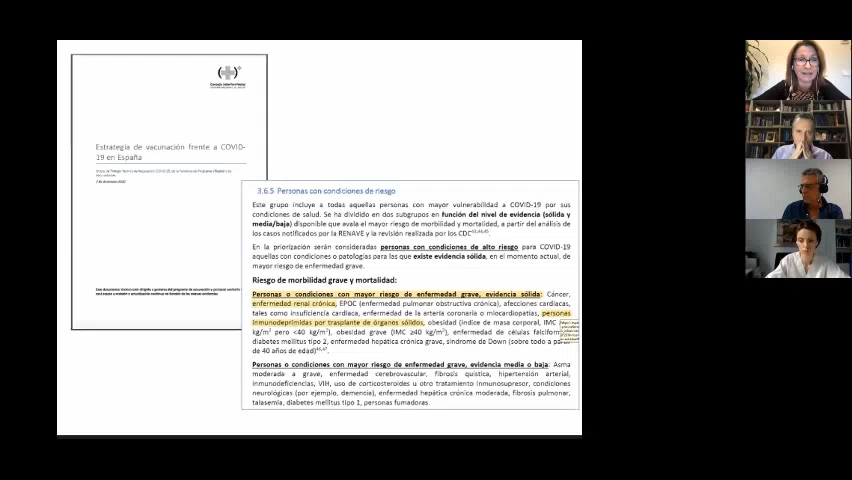 Estrategia de vacunación frente a COVID-
19 en España
2 de diciembre 2020
3.6.5 Personas con condiciones de riesgo
Este grupo incluye a todas aquellas personas con mayor vulnerabilidad a COVID-19 por sus
condiciones de salud. Se ha dividido en dos subgrupos en función del nivel de evidencia (sólida y
media/baja) disponible que avala el mayor riesgo de morbilidad y mortalidad, a partir del análisis de
los casos notificados por la RENAVE y la revisión realizada por los CDC
En la priorización serán consideradas personas con condiciones de alto riesgo para COVID-19
aquellas con condiciones o patologías para las que existe evidencia sólida, en el momento actual, de
mayor riesgo de enfermedad grave.
Riesgo de morbilidad grave y mortalidad:
Personas o condiciones con mayor riesgo de enfermedad grave, evidencia sólida: Cáncer,
enfermedad renal crónica, EPOC (enfermedad pulmonar obstructiva crónica), afecciones cardíacas,
tales como insuficiencia cardíaca, enfermedad de la arteria coronaria o miocardiopatías, personas
inmunodeprimidas por trasplante de órganos sólidos, obesidad (índice de masa corporal, IMC
kg/m² pero <40 kg/m²), obesidad grave (IMC ≥40 kg/m²), enfermedad de células falciform
diabetes mellitus tipo 2, enfermedad hepática crónica grave, síndrome de Down (sobre todo a pa
de 40 años de edad)
Personas o condiciones con mayor riesgo de enfermedad grave, evidencia media o baja: Asma
moderada a grave, enfermedad cerebrovascular, fibrosis quística, hipertensión arterial,
inmunodeficiencias, VIH, uso de corticosteroides u otro tratamiento inmunosupresor, condiciones
neurológicas (por ejemplo, demencia), enfermedad hepática crónica moderada, fibrosis pulmonar,
talasemia, diabetes mellitus tipo 1, personas fumadoras.